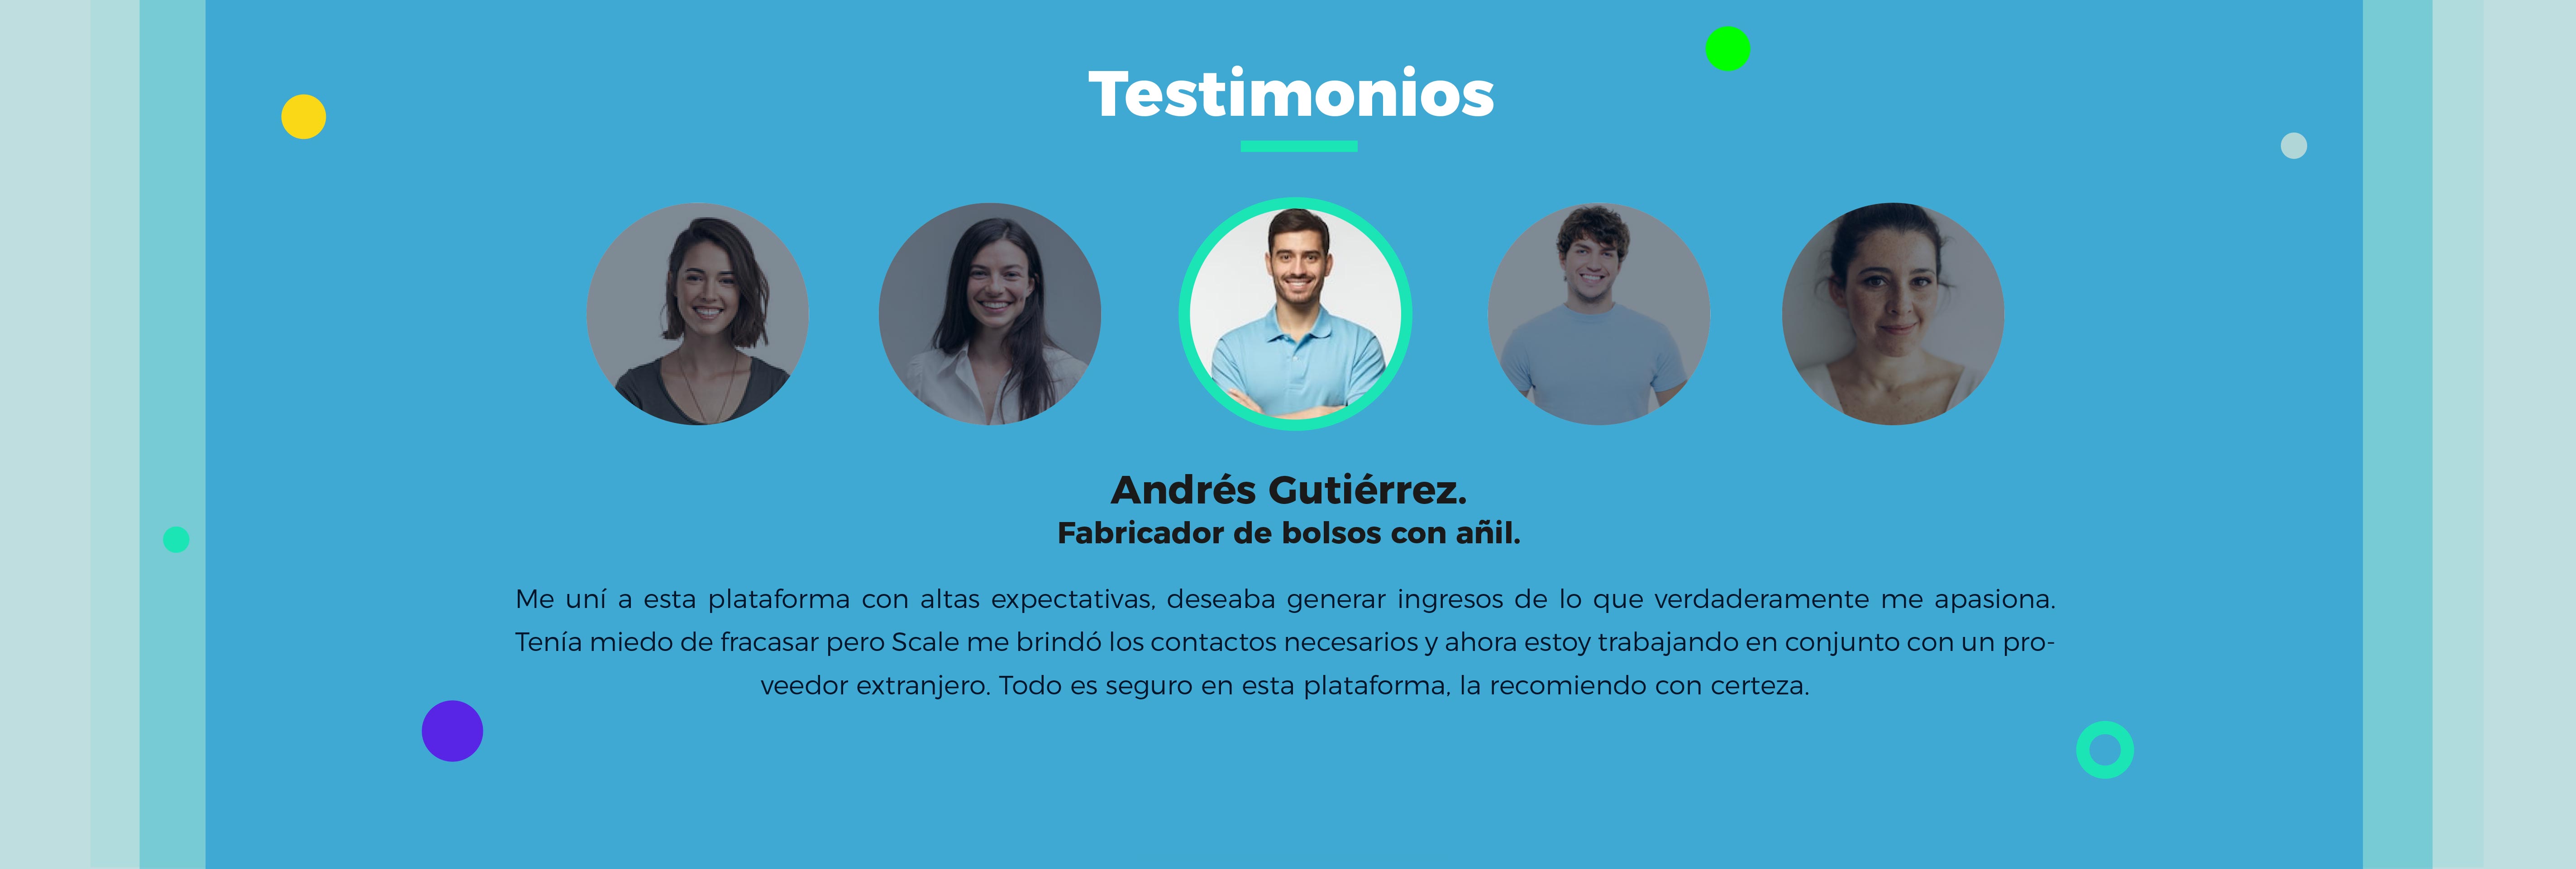 Testimonios
Andrés Gutiérrez.
Fabricador de bolsos con añil.
Me uní a esta plataforma con altas expectativas, deseaba generar ingresos de lo que verdaderamente me apasiona.
Tenía miedo de fracasar pero Scale me brindó los contactos necesarios y ahora estoy trabajando en conjunto con un pro-
veedor extranjero. Todo es seguro en esta plataforma, la recomiendo con certeza.